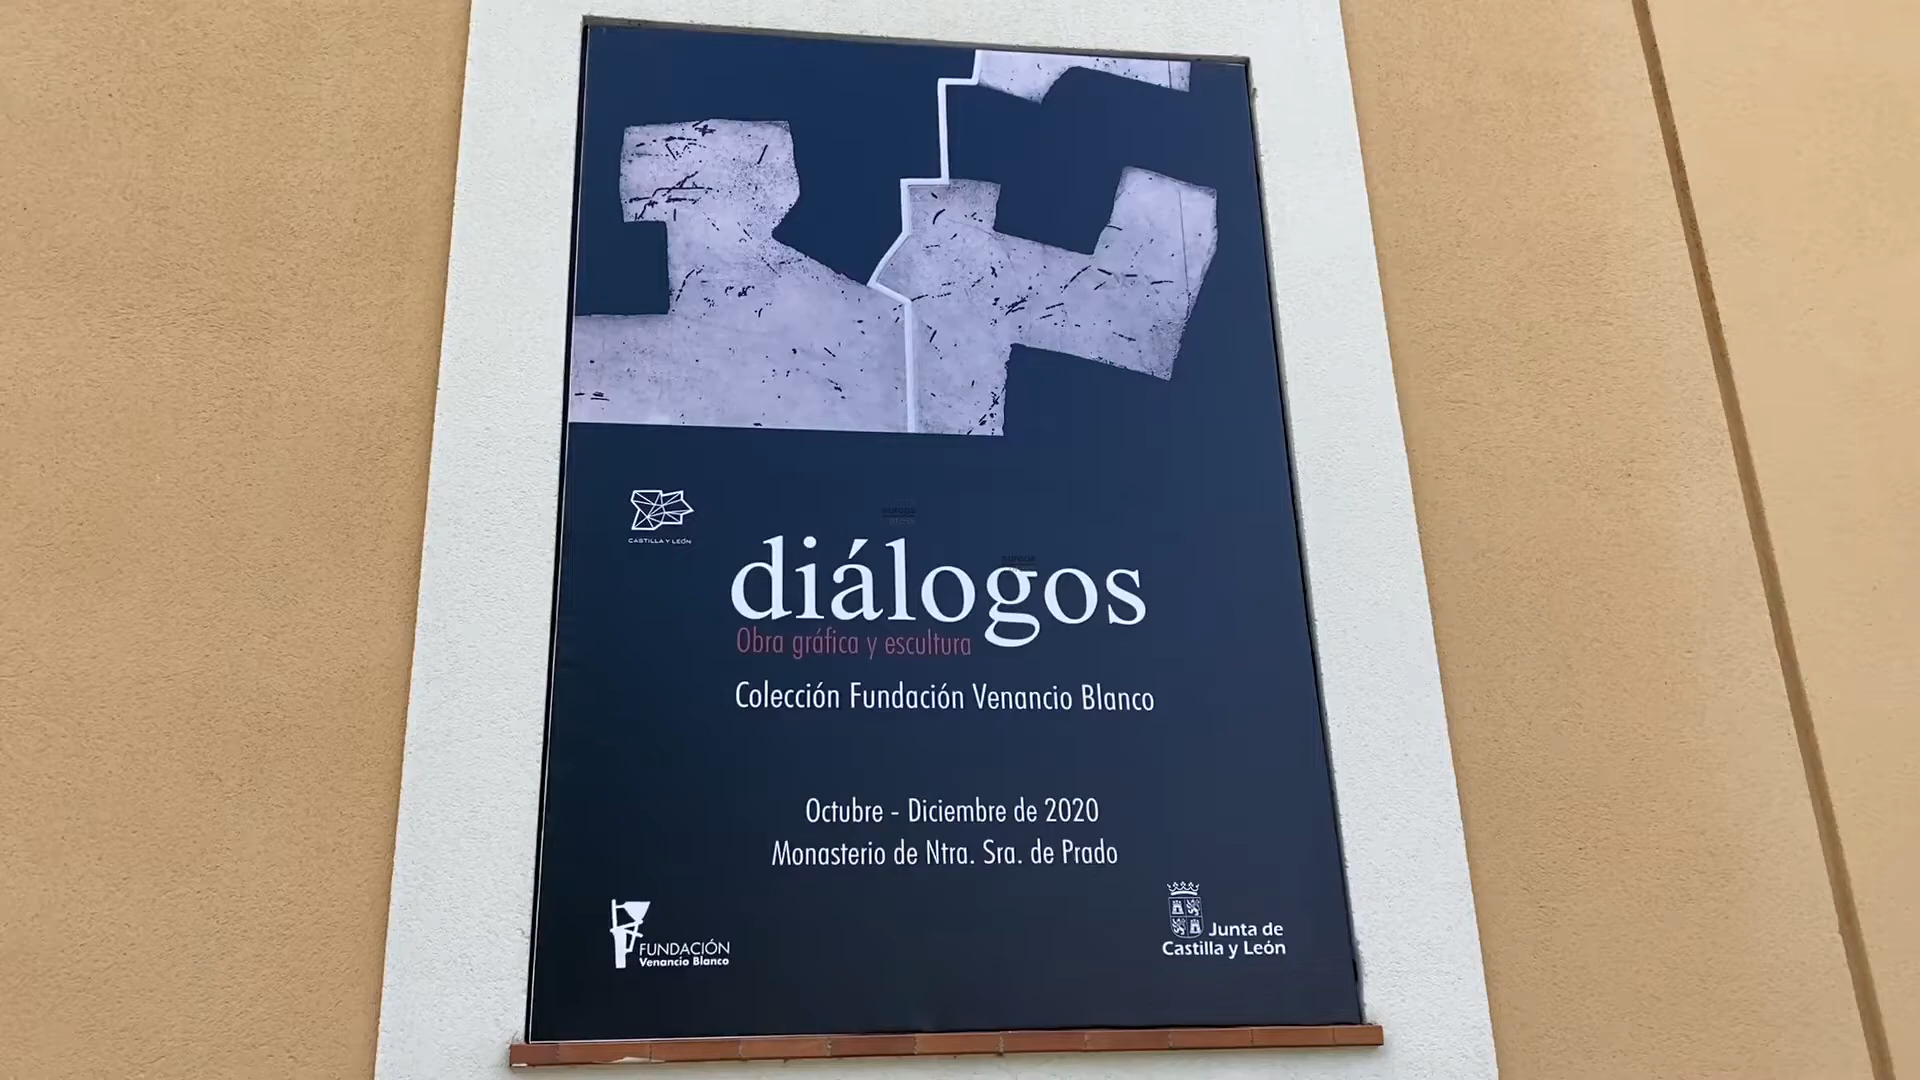 CASTILLA Y LEÓN
diálogos
Obra gráfica y escultura
Colección Fundación Venancio Blanco
Octubre - Diciembre de 2020
Monasterio de Ntra. Sra. de Prado
FUNDACIÓN
Venancio Blanco
Junta de
Castilla y León